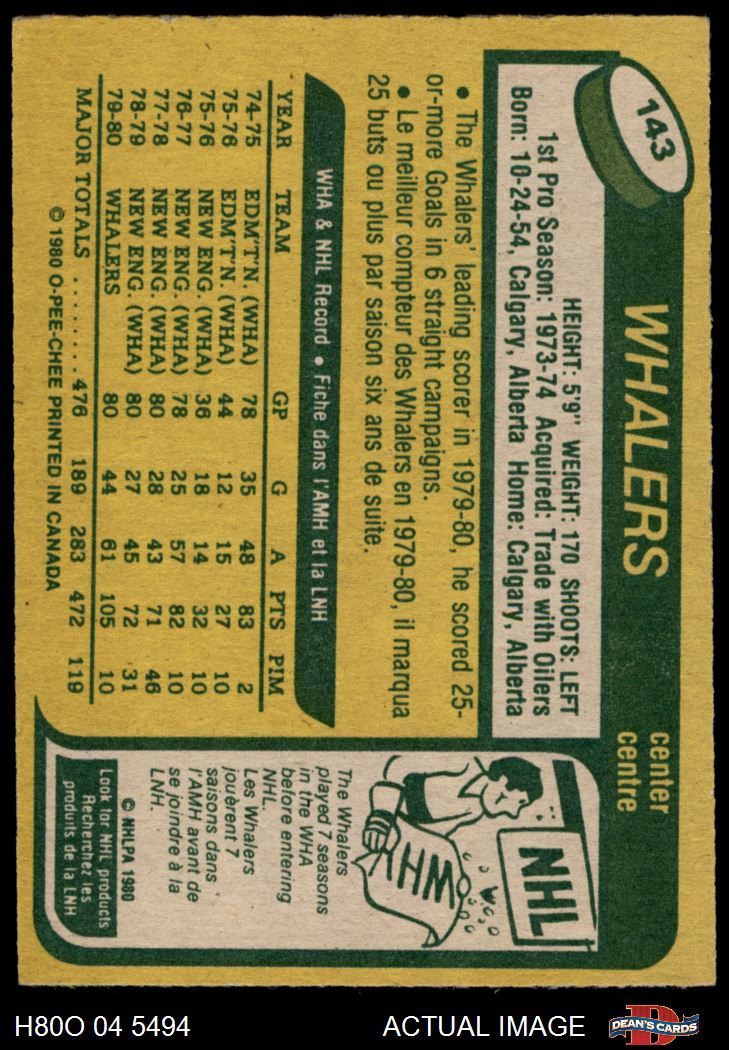 143
WHALERS
center
centre
HEIGHT: 5'9" WEIGHT: 170 SHOOTS: LEFT
1st Pro Season: 1973-74 Acquired: Trade with Oilers
Born: 10-24-54, Calgary, Alberta Home: Calgary, Alberta
• The Whalers' leading scorer in 1979-80, he scored 25-
or-more Goals in 6 straight campaigns.
• Le meilleur compteur des Whalers en 1979-80, il marqua
25 buts ou plus par saison six ans de suite.
WHA & NHL Record • Fiche dans l'AMH et la LNH
YEAR TEAM GP G A PTS PIM
74-75 EDM'T'N. (WHA) 78 35 48 83 2
75-76 EDM'T'N. (WHA) 44 12 15 27 10
75-76 NEW ENG. (WHA) 36 18 14 32 10
76-77 NEW ENG. (WHA) 78 25 57 82 10
77-78 NEW ENG. (WHA) 80 28 43 71 46
78-79 NEW ENG. (WHA) 80 27 45 72 31
79-80 WHALERS 80 44 61 105 10
MAJOR TOTALS ........ 476 189 283 472 119
© 1980 O-PEE-CHEE PRINTED IN CANADA
NHL
WHA
The Whalers
played 7 seasons
in the WHA
before entering
NHL.
Les Whalers
jouèrent 7
saisons dans
l'AMH avant de
se joindre à la
LNH.
© NHLPA 1980
Look for NHL products
Recherchez les
produits de la LNH
H80O 04 5494
ACTUAL IMAGE
DEAN'S CARDS